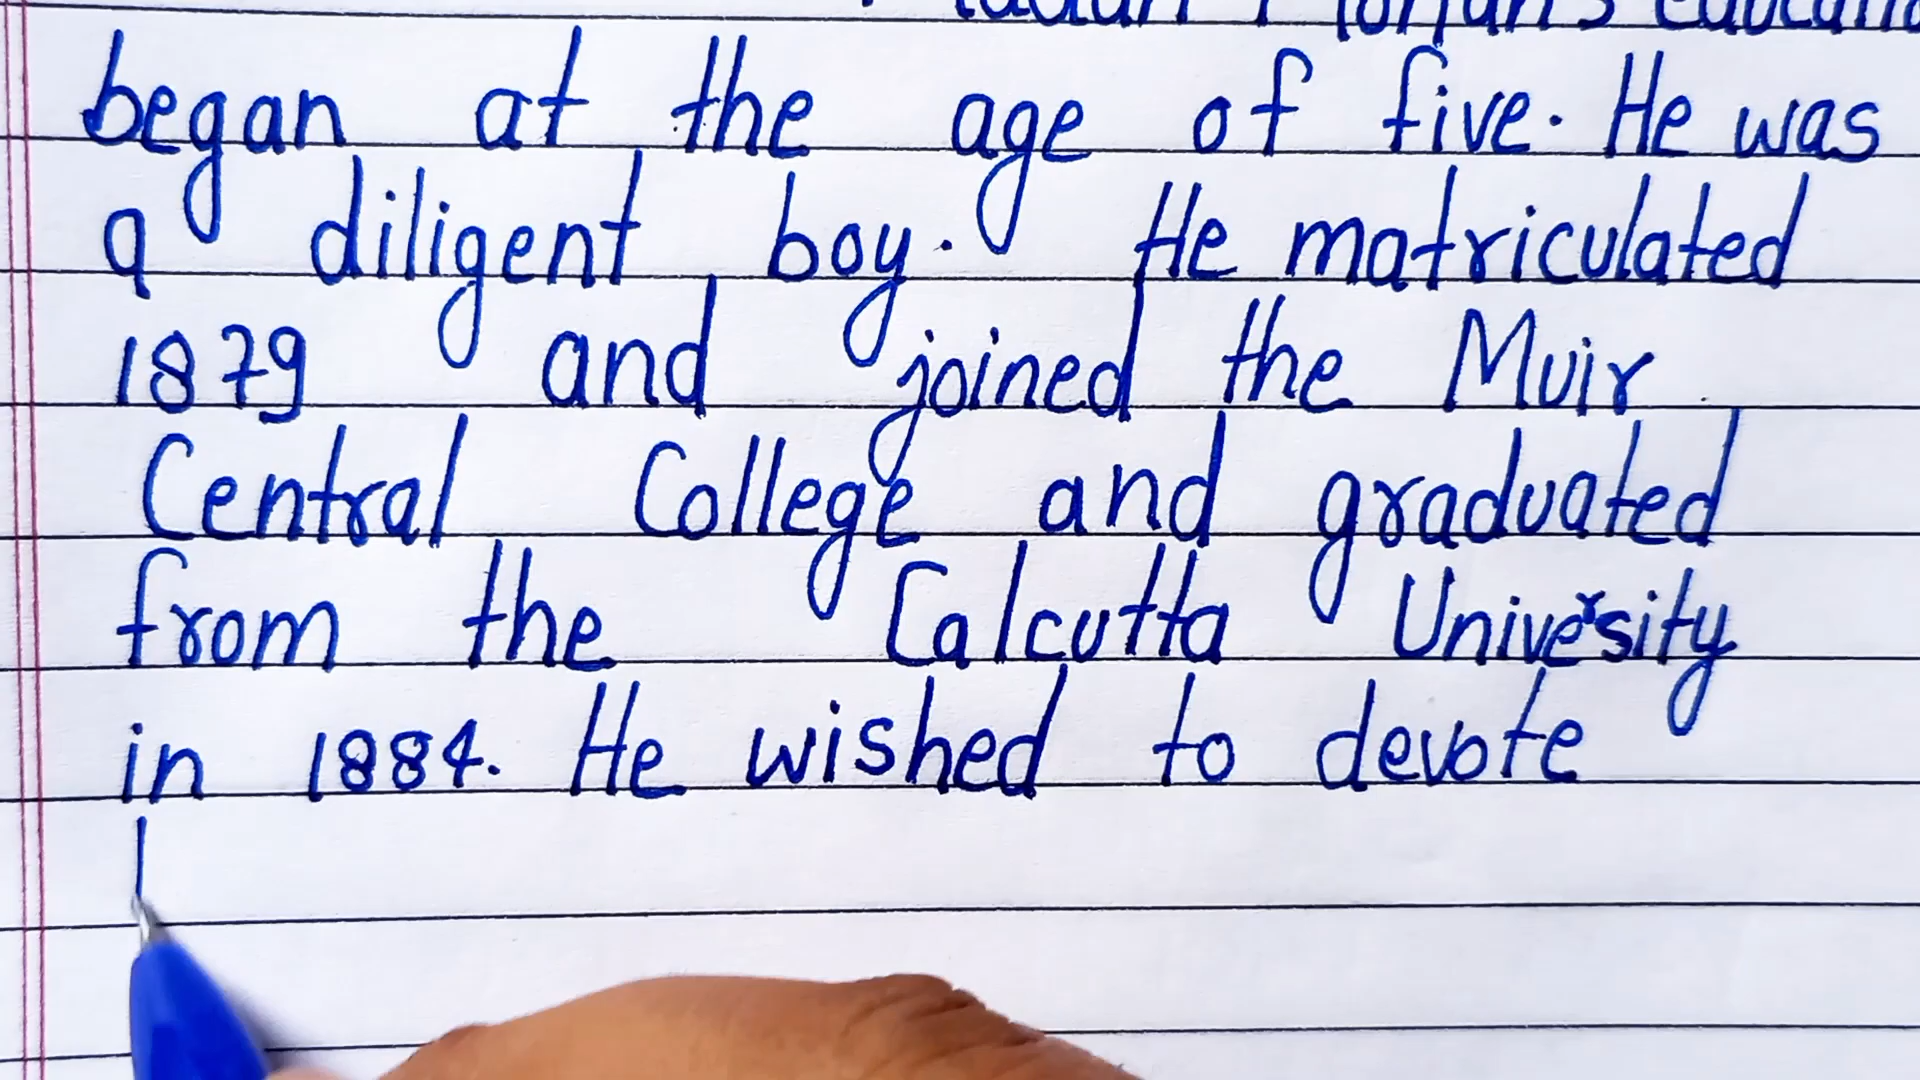 Mohan's
began at the age of five. He was
a diligent boy. He matriculated
1879 and joined the Muir
Central College and graduated
from the Calcutta University
in 1884. He wished to devote